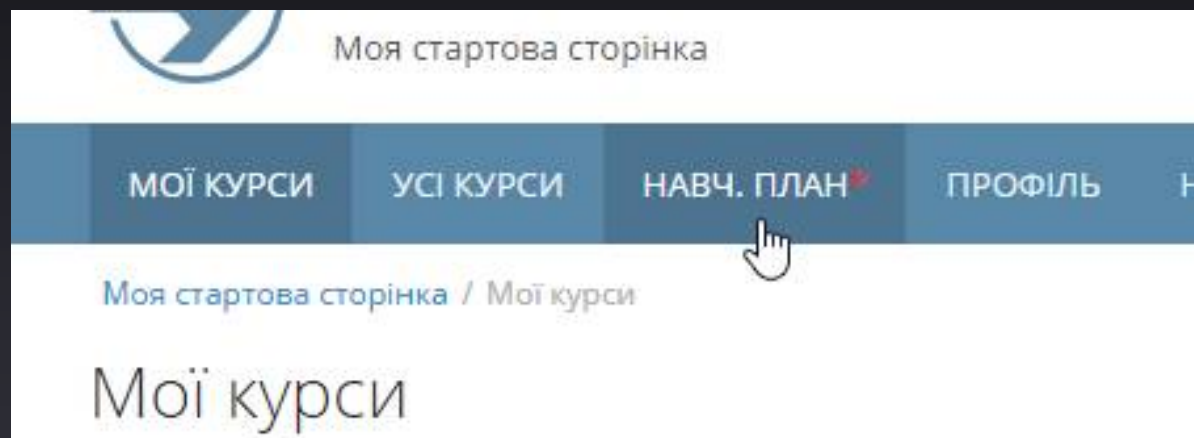 Моя стартова сторінка
МОЇ КУРСИ УСІ КУРСИ НАВЧ. ПЛАН* ПРОФІЛЬ Н
Моя стартова сторінка / Мої курси
Мої курси